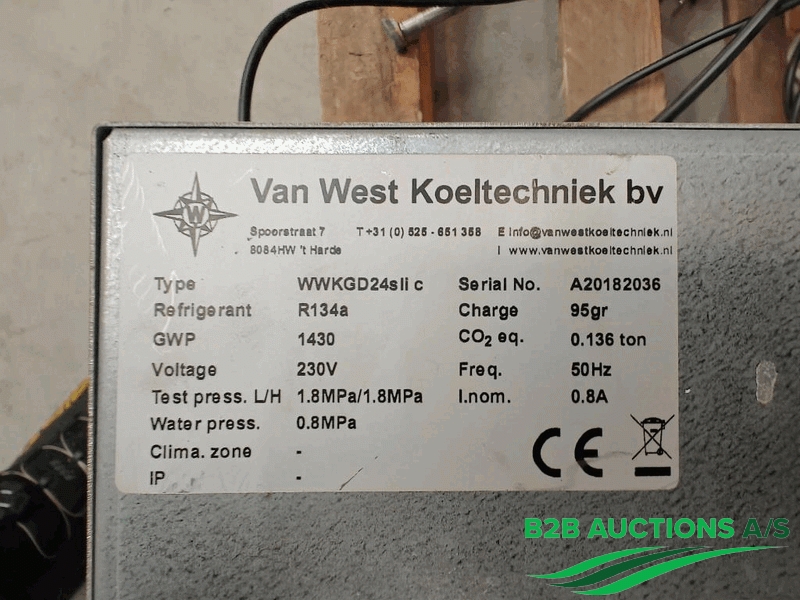 W
Van West Koeltechniek bv
Spoorstraat 7 T+31 (0) 525 - 651 358 E info@vanwestkoeltechniek.nl
8084HW 't Harde I www.vanwestkoeltechniek.nl
Type WWKGD24sli c Serial No. A20182036
Refrigerant R134a Charge 95gr
GWP 1430 CO2 eq. 0.136 ton
Voltage 230V Freq. 50Hz
Test press. L/H 1.8MPa/1.8MPa I.nom. 0.8A
Water press. 0.8MPa
Clima. zone -
IP -
CE
B2B AUCTIONS A/S